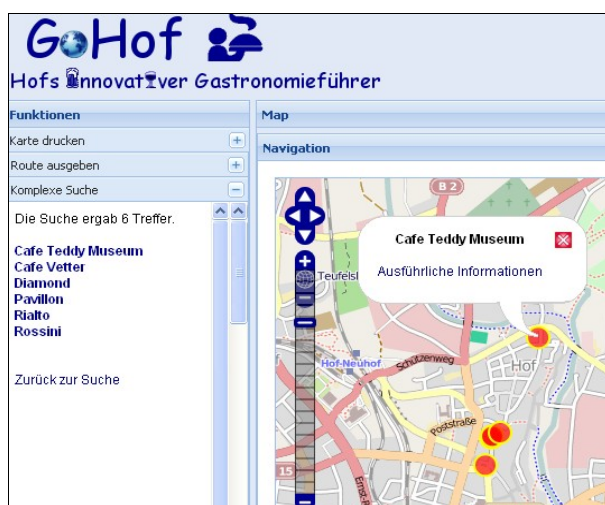 GoHof
Hofs Innovativer Gastronomieführer
Funktionen
Karte drucken
Route ausgeben
Komplexe Suche
Die Suche ergab 6 Treffer.
Cafe Teddy Museum
Cafe Vetter
Diamond
Pavillon
Rialto
Rossini
Zurück zur Suche
Map
Navigation
B 2
Cafe Teddy Museum
Ausführliche Informationen
Hof-Neuhof
Schützenweg
Hof
Poststraße
15